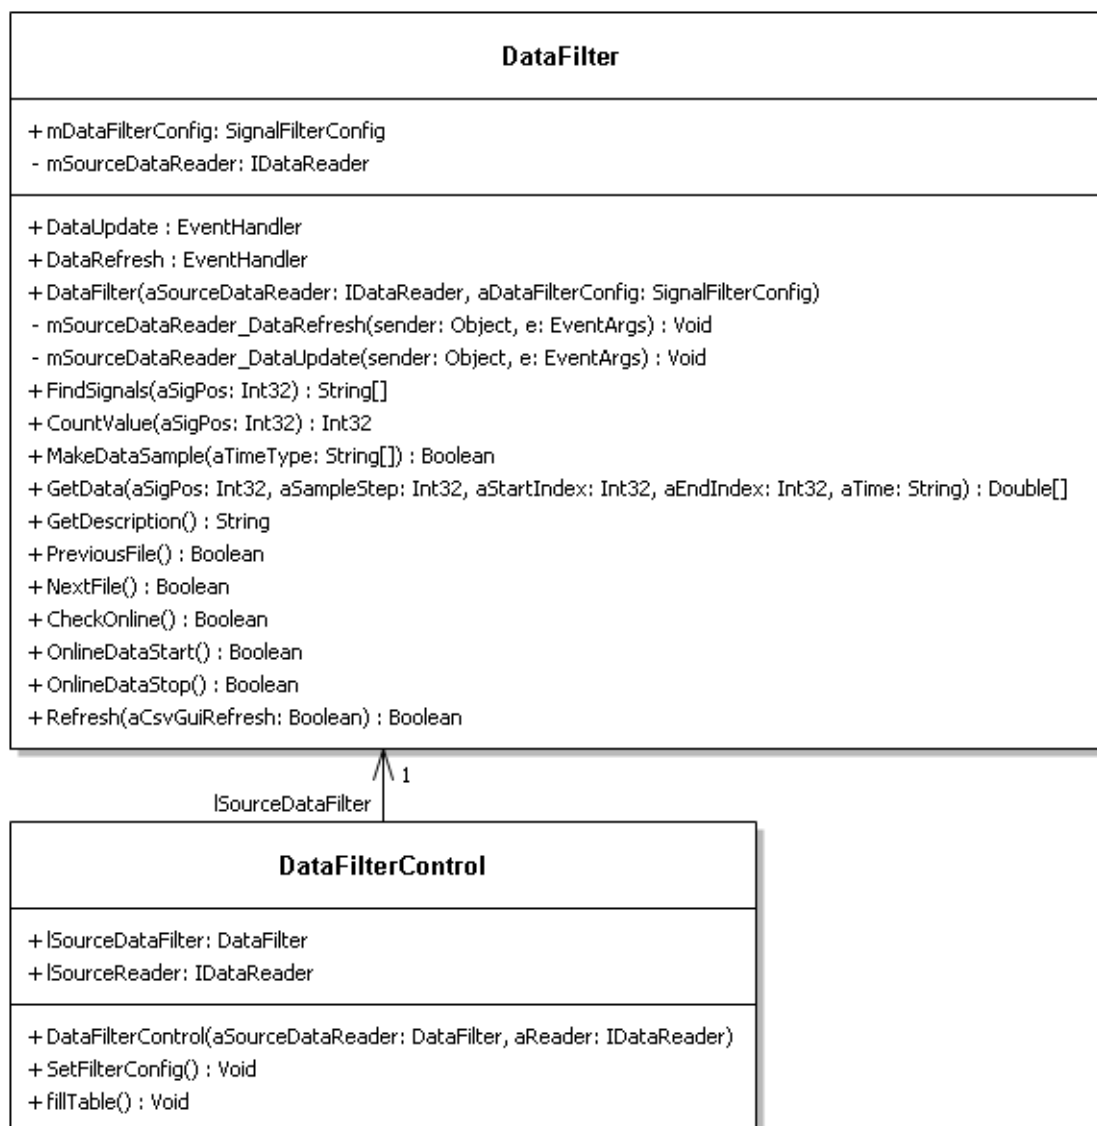 DataFilter
+ mDataFilterConfig: SignalFilterConfig
- mSourceDataReader: IDataReader
+ DataUpdate : EventHandler
+ DataRefresh : EventHandler
+ DataFilter(aSourceDataReader: IDataReader, aDataFilterConfig: SignalFilterConfig)
- mSourceDataReader_DataRefresh(sender: Object, e: EventArgs) : Void
- mSourceDataReader_DataUpdate(sender: Object, e: EventArgs) : Void
+ FindSignals(aSigPos: Int32) : String[]
+ CountValue(aSigPos: Int32) : Int32
+ MakeDataSample(aTimeType: String[]) : Boolean
+ GetData(aSigPos: Int32, aSampleStep: Int32, aStartIndex: Int32, aEndIndex: Int32, aTime: String) : Double[]
+ GetDescription() : String
+ PreviousFile() : Boolean
+ NextFile() : Boolean
+ CheckOnline() : Boolean
+ OnlineDataStart() : Boolean
+ OnlineDataStop() : Boolean
+ Refresh(aCsvGuiRefresh: Boolean) : Boolean
1
lSourceDataFilter
DataFilterControl
+ lSourceDataFilter: DataFilter
+ lSourceReader: IDataReader
+ DataFilterControl(aSourceDataReader: DataFilter, aReader: IDataReader)
+ SetFilterConfig() : Void
+ fillTable() : Void